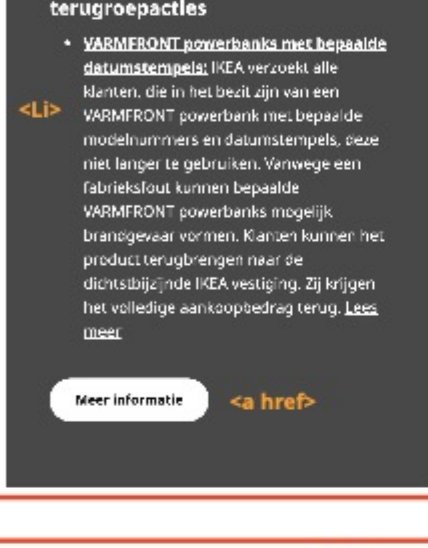 terugroepacties
• VARMFRONT powerbanks met bepaalde
datumstempels: IKEA verzoekt alle
klanten, die in het bezit zijn van een
<Li>
VARMFRONT powerbank met bepaalde
modelnummers en datumstempels, deze
niet langer te gebruiken. Vanwege een
fabrieksfout kunnen bepaalde
VARMFRONT powerbanks mogelijk
brandgevaar vormen. Klanten kunnen het
product terugbrengen naar de
dichtstbijzijnde IKEA vestiging. Zij krijgen
het volledige aankoopbedrag terug. Lees
meer
Meer informatie
<a href>